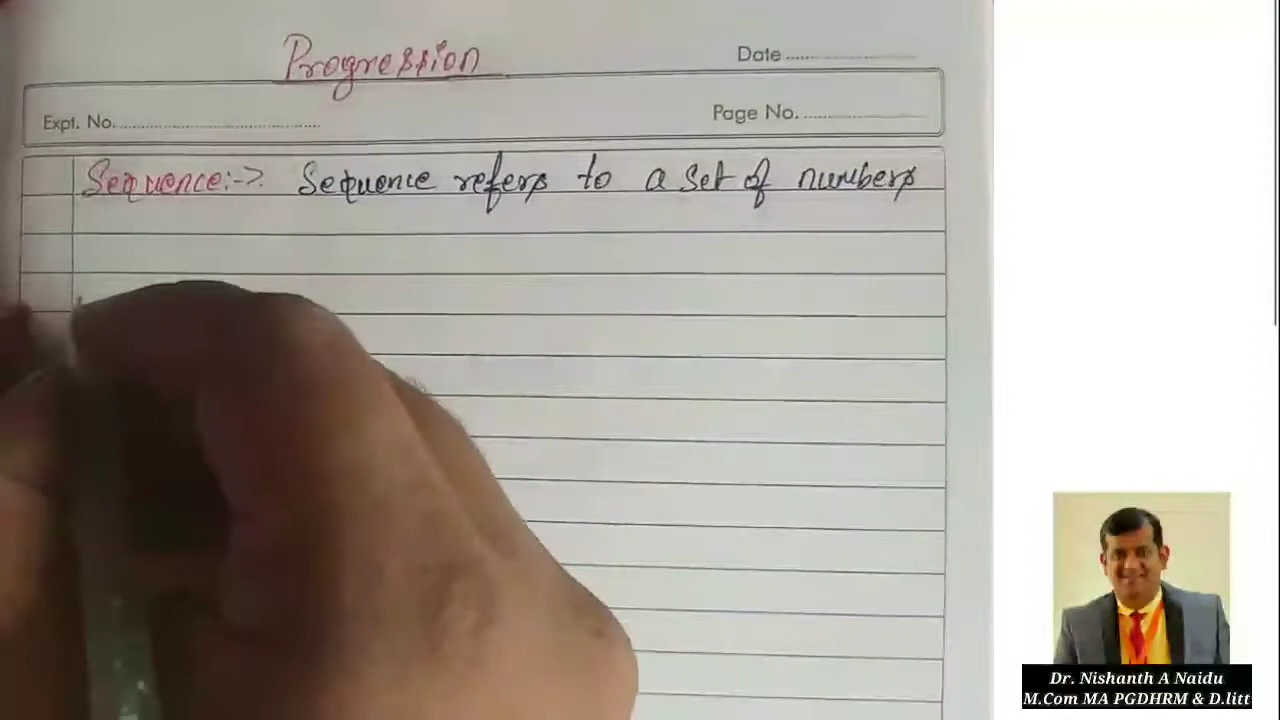 Progression
Date
Expt. No.
Page No.
Sequence:-> Sequence refers to a set of numbers
Dr. Nishanth A Naidu
M.Com MA PGDHRM & D.litt